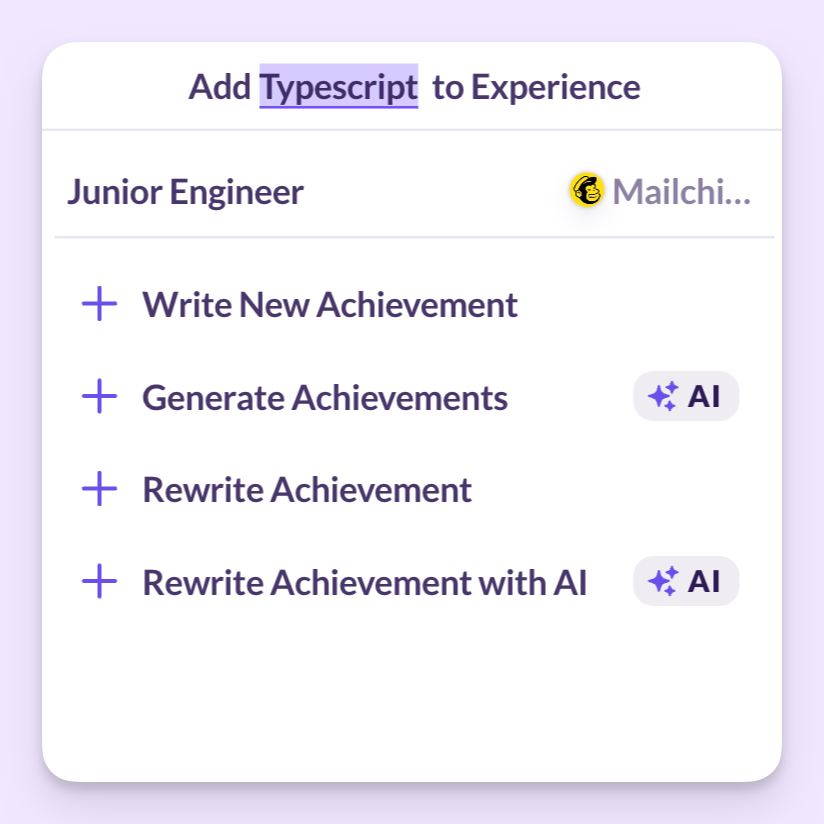 Add Typescript to Experience
Junior Engineer Mailchi...
Write New Achievement
Generate Achievements AI
Rewrite Achievement
Rewrite Achievement with AI AI